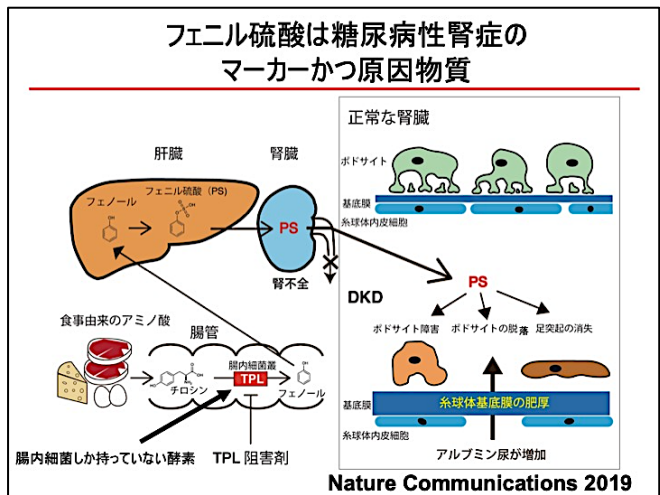 フェニル硫酸は糖尿病性腎症の
マーカーかつ原因物質
肝臓
腎臓
フェノール
フェニル硫酸（PS）
PS
腎不全
食事由来のアミノ酸
腸管
チロシン
腸内細菌叢
TPL
フェノール
腸内細菌しか持っていない酵素
TPL 阻害剤
正常な腎臓
ポドサイト
基底膜
糸球体内皮細胞
PS
DKD
ポドサイト障害
ポドサイトの脱落
足突起の消失
基底膜
糸球体基底膜の肥厚
糸球体内皮細胞
アルブミン尿が増加
Nature Communications 2019